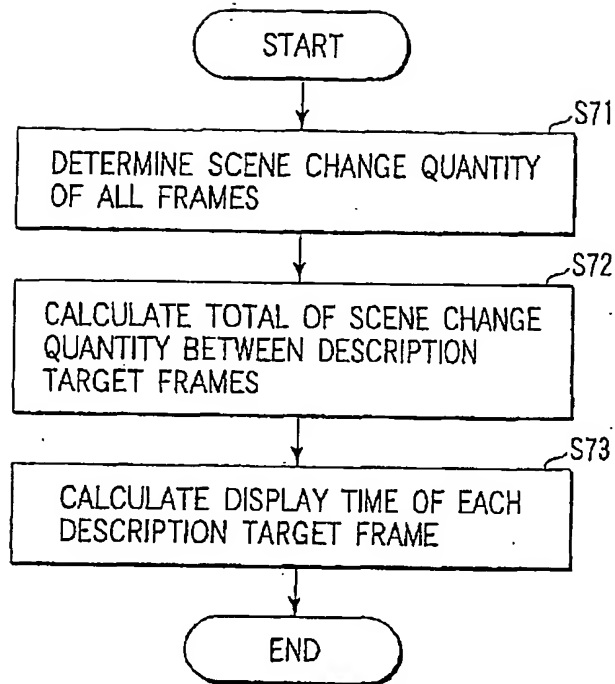 START
S71
DETERMINE SCENE CHANGE QUANTITY
OF ALL FRAMES
S72
CALCULATE TOTAL OF SCENE CHANGE
QUANTITY BETWEEN DESCRIPTION
TARGET FRAMES
S73
CALCULATE DISPLAY TIME OF EACH
DESCRIPTION TARGET FRAME
END